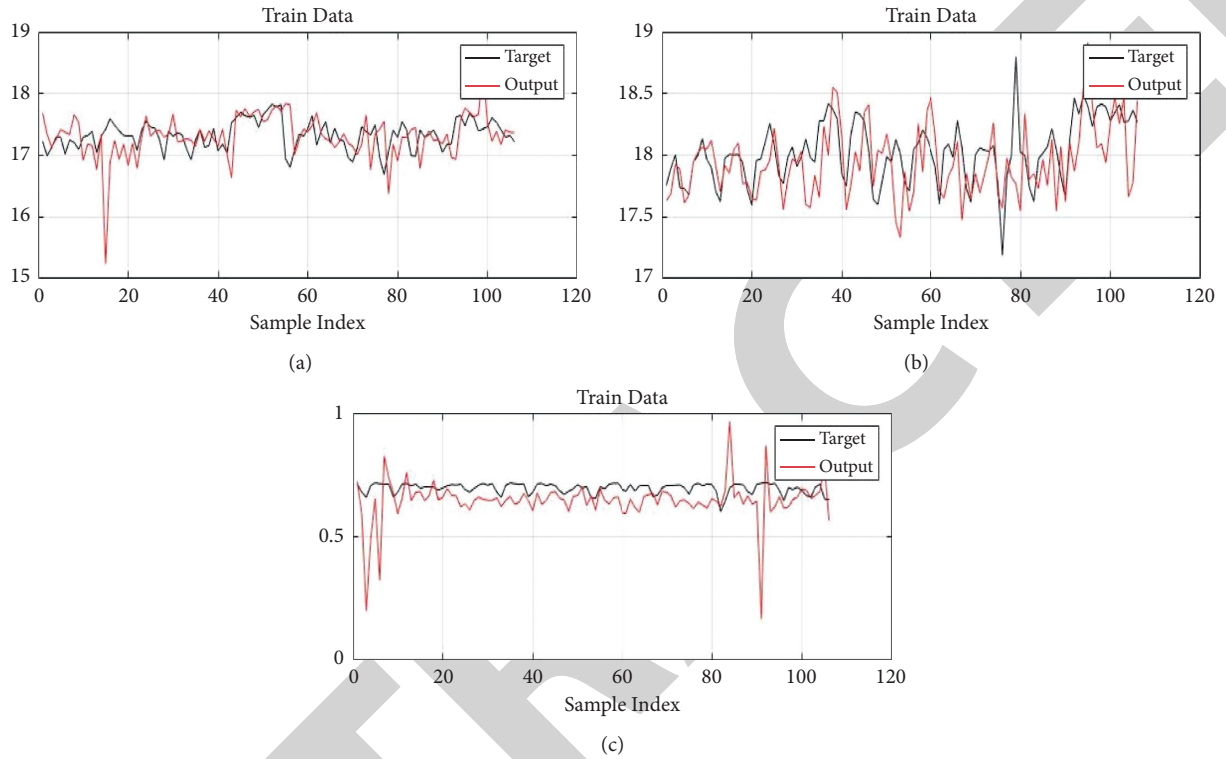 Train Data
19
18
17
16
15
0 20 40 60 80 100 120
Target
Output
Sample Index
(a)
Train Data
19
18.5
18
17.5
17
0 20 40 60 80 100 120
Target
Output
Sample Index
(b)
Train Data
1
0.5
0
0 20 40 60 80 100 120
Target
Output
Sample Index
(c)